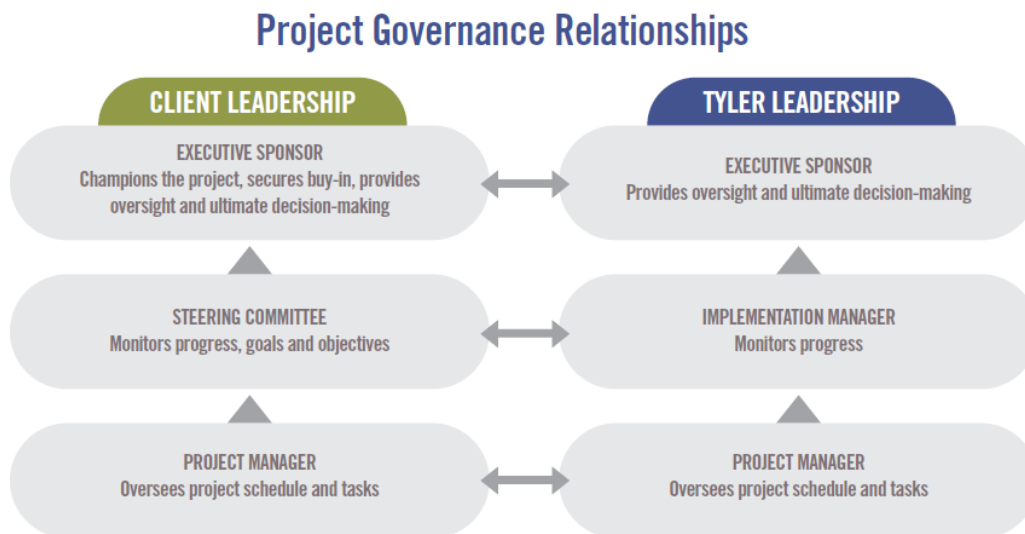 Project Governance Relationships
CLIENT LEADERSHIP
EXECUTIVE SPONSOR
Champions the project, secures buy-in, provides
oversight and ultimate decision-making
STEERING COMMITTEE
Monitors progress, goals and objectives
PROJECT MANAGER
Oversees project schedule and tasks
TYLER LEADERSHIP
EXECUTIVE SPONSOR
Provides oversight and ultimate decision-making
IMPLEMENTATION MANAGER
Monitors progress
PROJECT MANAGER
Oversees project schedule and tasks